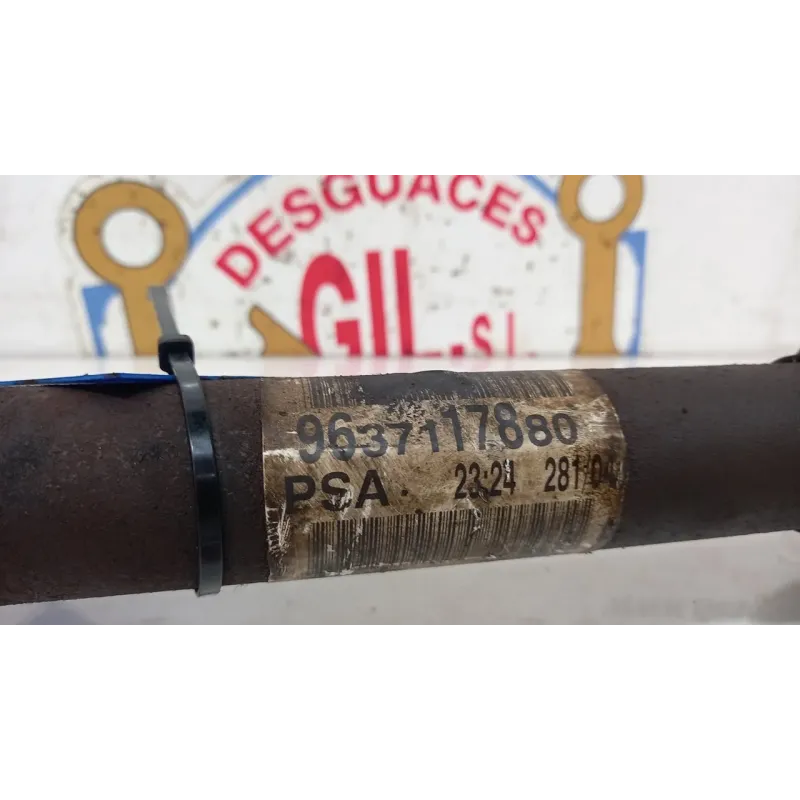 DESGUACES
GIL, S.L.
9637117880
PSA. 23:24 281/04